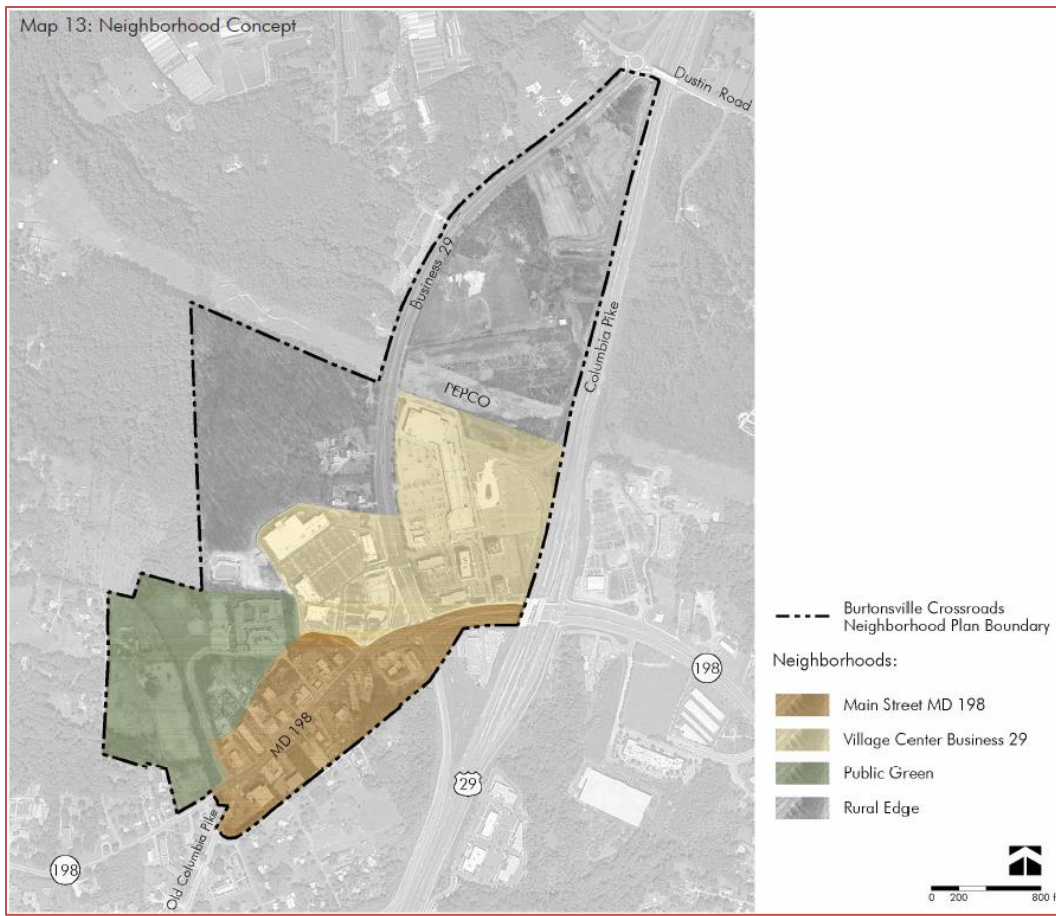 Map 13: Neighborhood Concept
Dustin Road
Business 29
Columbia Pike
PEPCO
MD 198
198
29
Old Columbia Pike
198
Burtonsville Crossroads
Neighborhood Plan Boundary
Neighborhoods:
Main Street MD 198
Village Center Business 29
Public Green
Rural Edge
0 200 800 f